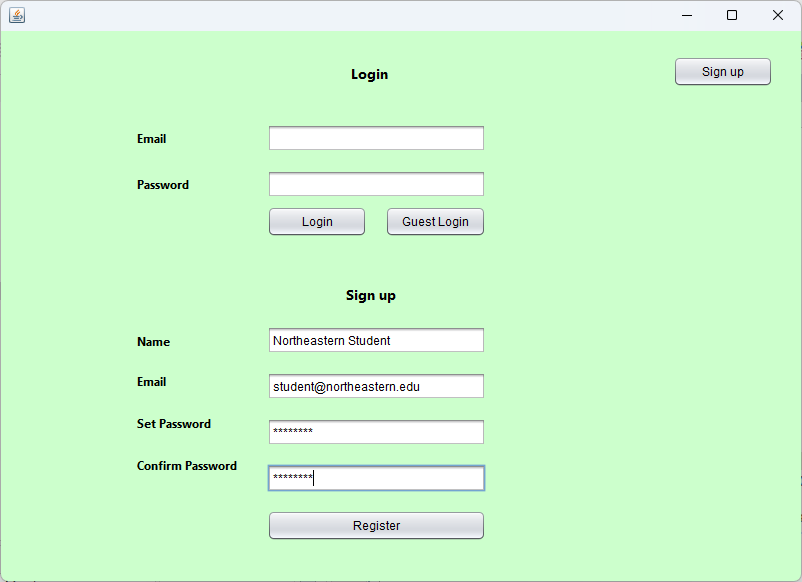 Login
Sign up
Email
Password
Login
Guest Login
Sign up
Name
Northeastern Student
Email
student@northeastern.edu
Set Password
********
Confirm Password
********
Register